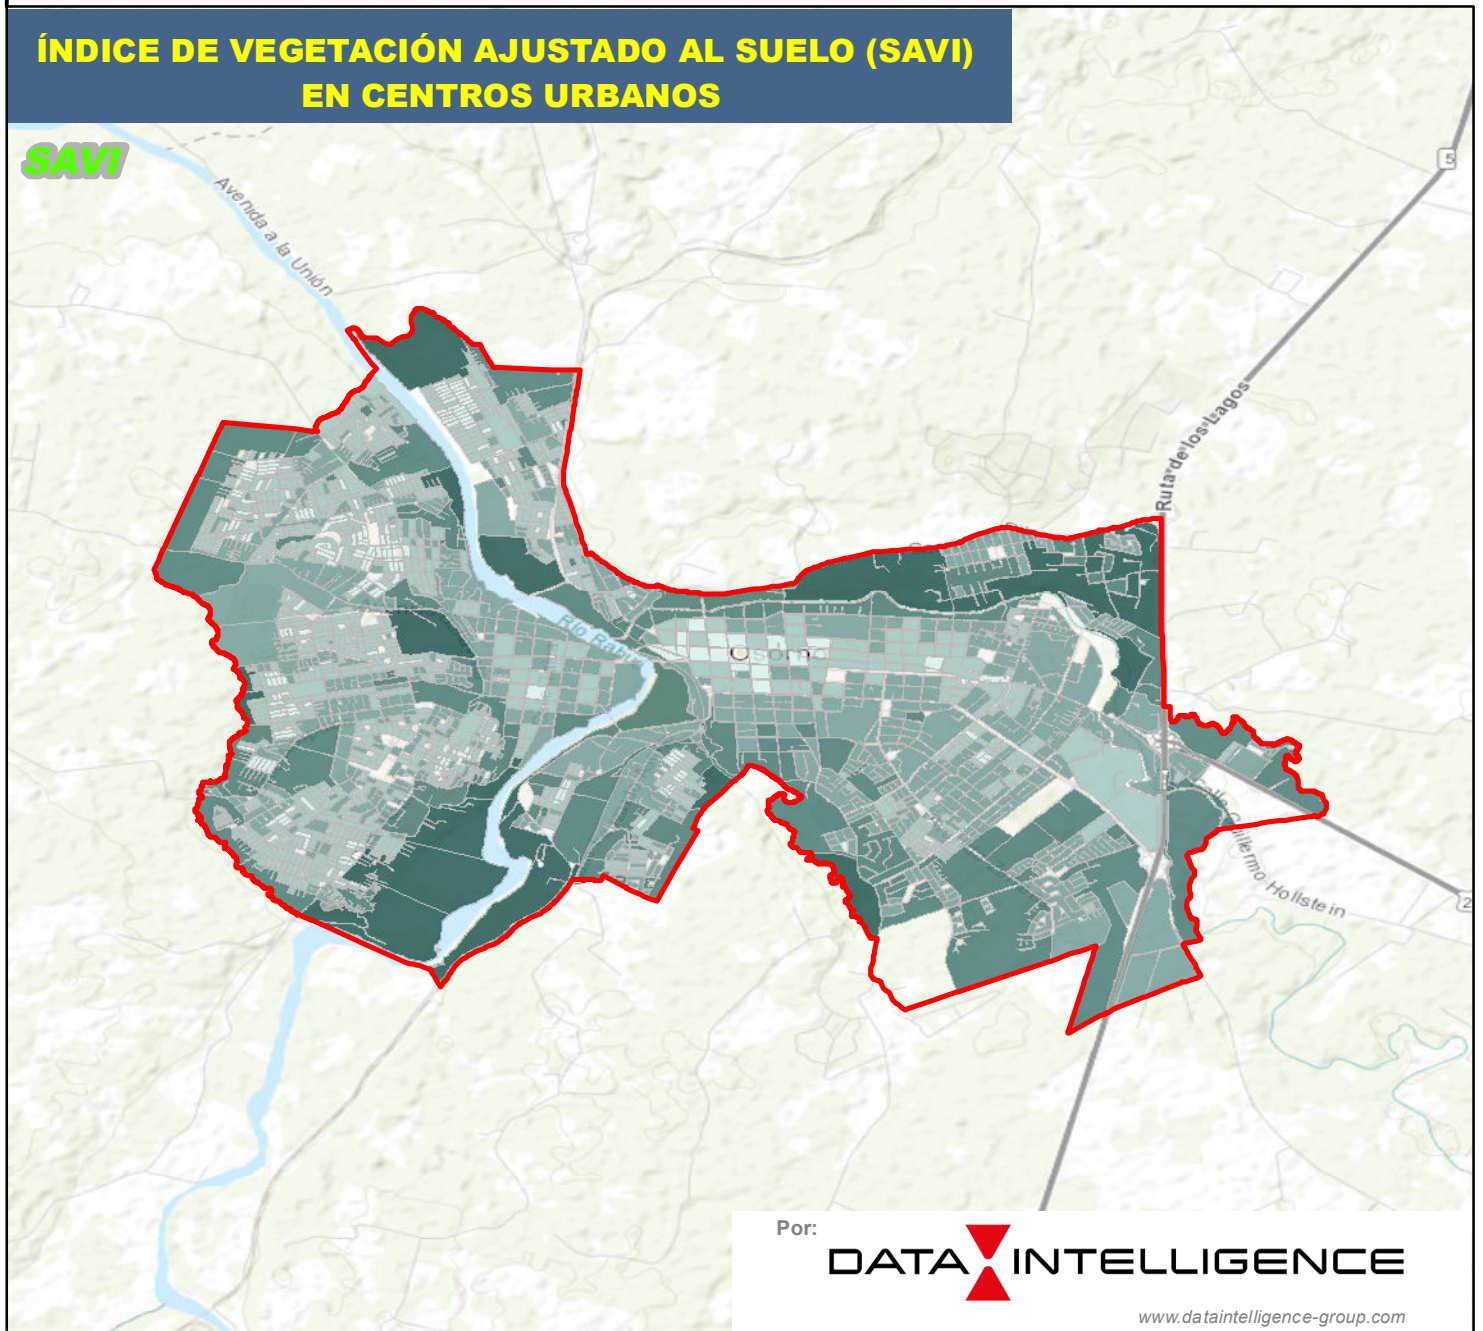 ÍNDICE DE VEGETACIÓN AJUSTADO AL SUELO (SAVI)
EN CENTROS URBANOS
SAVI
5
Avenida a la Unión
Ruta de los Lagos
Río Rahue
Osorno
Guillermo Hollstein
2
Por:
DATA INTELLIGENCE
www.dataintelligence-group.com